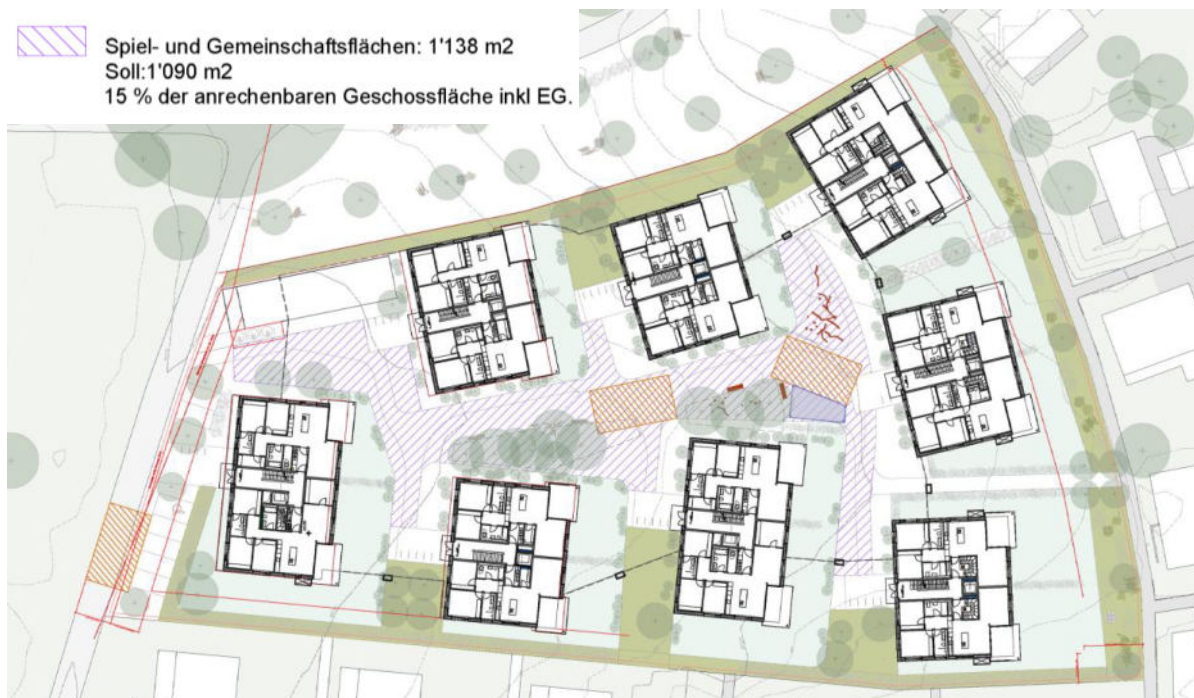 Spiel- und Gemeinschaftsflächen: 1'138 m2
Soll:1'090 m2
15 % der anrechenbaren Geschossfläche inkl EG.